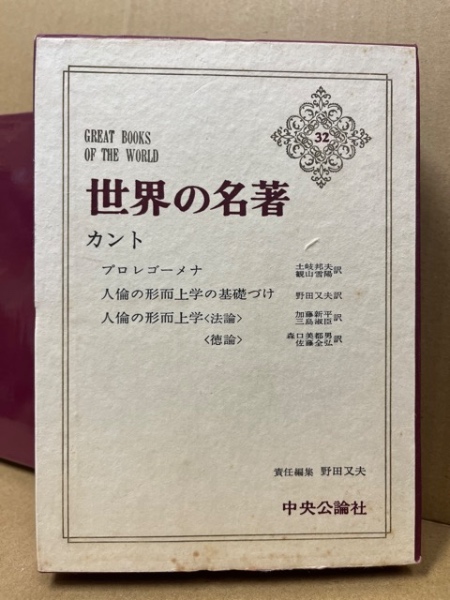 GREAT BOOKS
OF THE WORLD
32
世界の名著
カント
プロレゴーメナ 土岐邦夫 観山雪陽 訳
人倫の形而上学の基礎づけ 野田又夫訳
人倫の形而上学〈法論〉 加藤新平 三島淑臣 訳
〈徳論〉 森口美都男 佐藤全弘 訳
責任編集 野田又夫
中央公論社